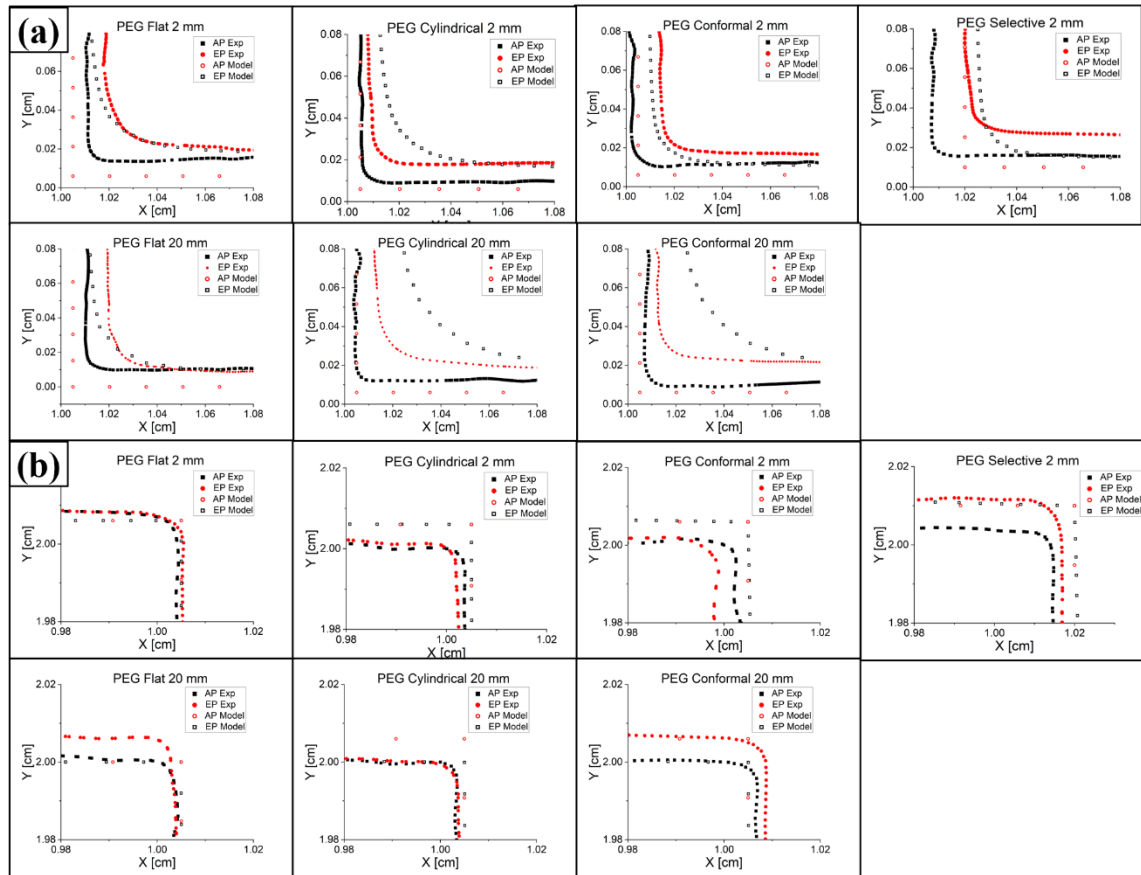 (a)
PEG Flat 2 mm
AP Exp
EP Exp
AP Model
EP Model
Y [cm]
0.08
0.06
0.04
0.02
0.00
1.00 1.02 1.04 1.06 1.08
X [cm]
PEG Cylindrical 2 mm
AP Exp
EP Exp
AP Model
EP Model
Y [cm]
0.08
0.06
0.04
0.02
0.00
1.00 1.02 1.04 1.06 1.08
PEG Conformal 2 mm
AP Exp
EP Exp
AP Model
EP Model
Y [cm]
0.08
0.06
0.04
0.02
0.00
1.00 1.02 1.04 1.06 1.08
X [cm]
PEG Selective 2 mm
AP Exp
EP Exp
AP Model
EP Model
Y [cm]
0.08
0.06
0.04
0.02
0.00
1.00 1.02 1.04 1.06 1.08
X [cm]
PEG Flat 20 mm
AP Exp
EP Exp
AP Model
EP Model
Y [cm]
0.08
0.06
0.04
0.02
0.00
1.00 1.02 1.04 1.06 1.08
X [cm]
PEG Cylindrical 20 mm
AP Exp
EP Exp
AP Model
EP Model
Y [cm]
0.08
0.06
0.04
0.02
0.00
1.00 1.02 1.04 1.06 1.08
X [cm]
PEG Conformal 20 mm
AP Exp
EP Exp
AP Model
EP Model
Y [cm]
0.08
0.06
0.04
0.02
0.00
1.00 1.02 1.04 1.06 1.08
X [cm]
(b)
PEG Flat 2 mm
AP Exp
EP Exp
AP Model
EP Model
Y [cm]
2.02
2.00
1.98
0.98 1.00 1.02
X [cm]
PEG Cylindrical 2 mm
AP Exp
EP Exp
AP Model
EP Model
Y [cm]
2.02
2.00
1.98
0.98 1.00 1.02
X [cm]
PEG Conformal 2 mm
AP Exp
EP Exp
AP Model
EP Model
Y [cm]
2.02
2.00
1.98
0.98 1.00 1.02
X [cm]
PEG Selective 2 mm
AP Exp
EP Exp
AP Model
EP Model
Y [cm]
2.02
2.00
1.98
0.98 1.00 1.02
X [cm]
PEG Flat 20 mm
AP Exp
EP Exp
AP Model
EP Model
Y [cm]
2.02
2.00
1.98
0.98 1.00 1.02
X [cm]
PEG Cylindrical 20 mm
AP Exp
EP Exp
AP Model
EP Model
Y [cm]
2.02
2.00
1.98
0.98 1.00 1.02
X [cm]
PEG Conformal 20 mm
AP Exp
EP Exp
AP Model
EP Model
Y [cm]
2.02
2.00
1.98
0.98 1.00 1.02
X [cm]